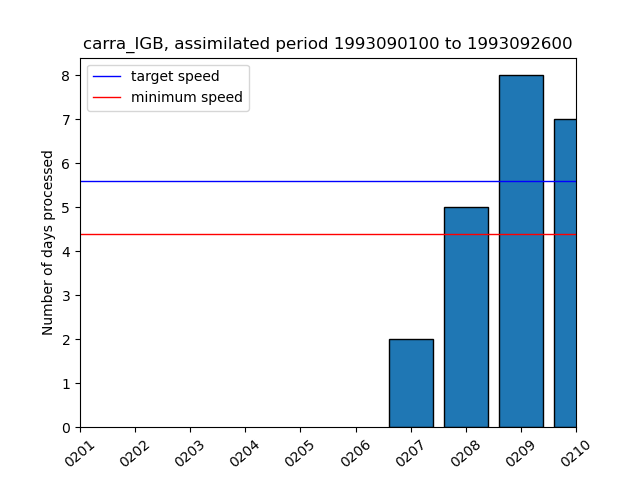 carra_IGB, assimilated period 1993090100 to 1993092600
target speed
minimum speed
Number of days processed
8
7
6
5
4
3
2
1
0
0201 0202 0203 0204 0205 0206 0207 0208 0209 0210